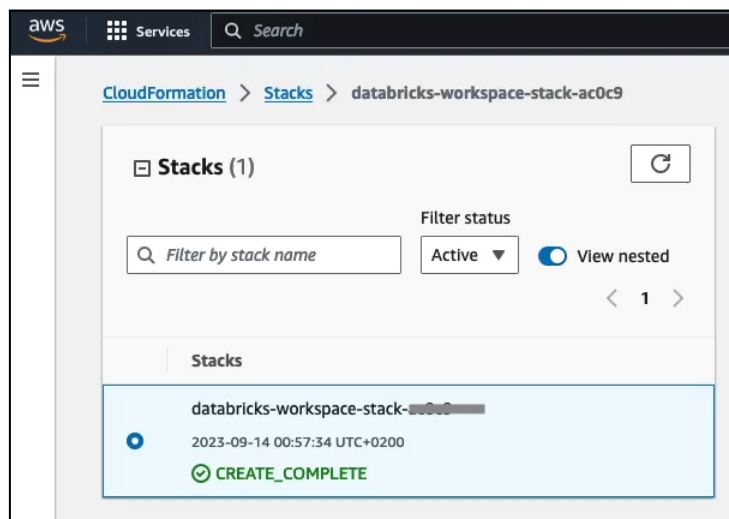 aws Services Search
CloudFormation > Stacks > databricks-workspace-stack-ac0c9
Stacks (1)
Filter status
Filter by stack name Active View nested
1
Stacks
databricks-workspace-stack-
2023-09-14 00:57:34 UTC+0200
CREATE_COMPLETE